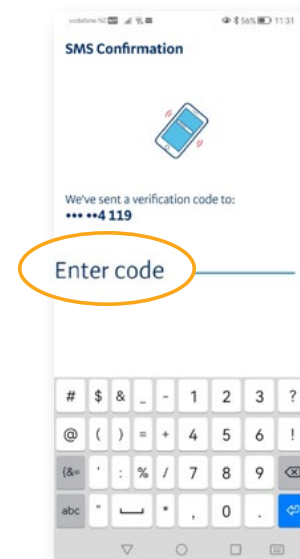 vodafone NZ 56% 11:31
SMS Confirmation
We've sent a verification code to:
••• ••4 119
Enter code
# $ & _ - 1 2 3 ?
@ ( ) = + 4 5 6 !
{&= ' : % / 7 8 9
abc " * , 0 .